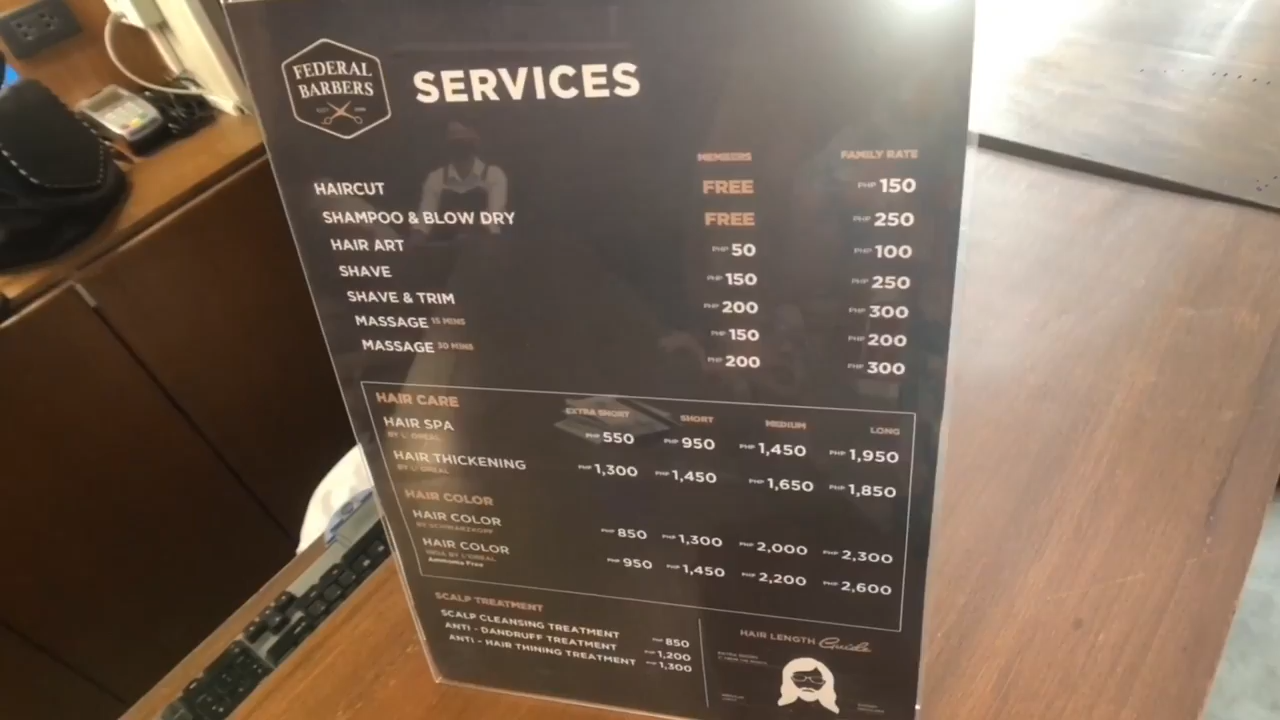 FEDERAL
BARBERS
SERVICES
MEMBERS FAMILY RATE
HAIRCUT FREE PHP 150
SHAMPOO & BLOW DRY FREE PHP 250
HAIR ART PHP 50 PHP 100
SHAVE PHP 150 PHP 250
SHAVE & TRIM PHP 200 PHP 300
MASSAGE 15 MINS PHP 150 PHP 200
MASSAGE 30 MINS PHP 200 PHP 300
HAIR CARE EXTRA SHORT SHORT MEDIUM LONG
HAIR SPA PHP 550 PHP 950 PHP 1,450 PHP 1,950
BY L'OREAL
HAIR THICKENING PHP 1,300 PHP 1,450 PHP 1,650 PHP 1,850
BY L'OREAL
HAIR COLOR
HAIR COLOR PHP 850 PHP 1,300 PHP 2,000 PHP 2,300
BY SCHWARZKOPF
HAIR COLOR PHP 950 PHP 1,450 PHP 2,200 PHP 2,600
INOA BY L'OREAL
Ammonia Free
SCALP TREATMENT
SCALP CLEANSING TREATMENT PHP 850
ANTI - DANDRUFF TREATMENT PHP 1,200
ANTI - HAIR THINING TREATMENT PHP 1,300
HAIR LENGTH Guide
EXTRA SHORT